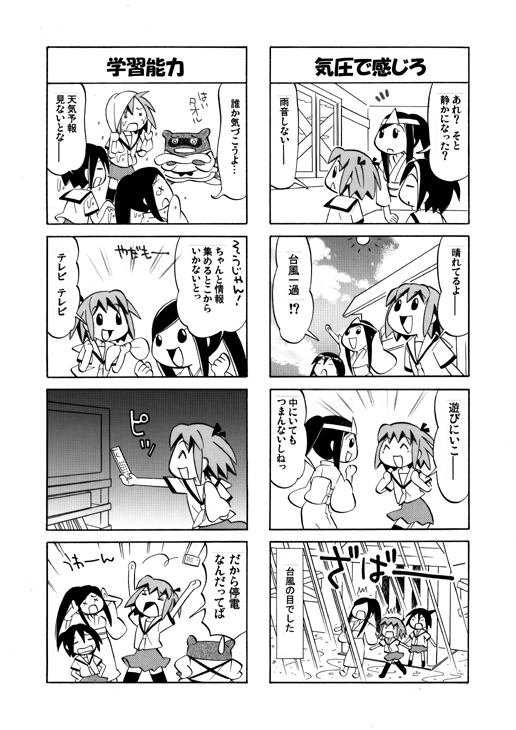 気圧で感じろ
あれ？そと
静かになった？
雨音しない──
晴れてるよ──
台風一過!?
遊びにいこ──
中にいても
つまんないしねっ
ざばーーー
台風の目でした
学習能力
誰か気づこうよ…
はい
タオル
天気予報
見ないとな──
そうじゃん！
ちゃんと情報
集めるとこから
いかないとっ
やだもー
テレビ テレビ
ピッ
だから停電
なんだってば
うわーん